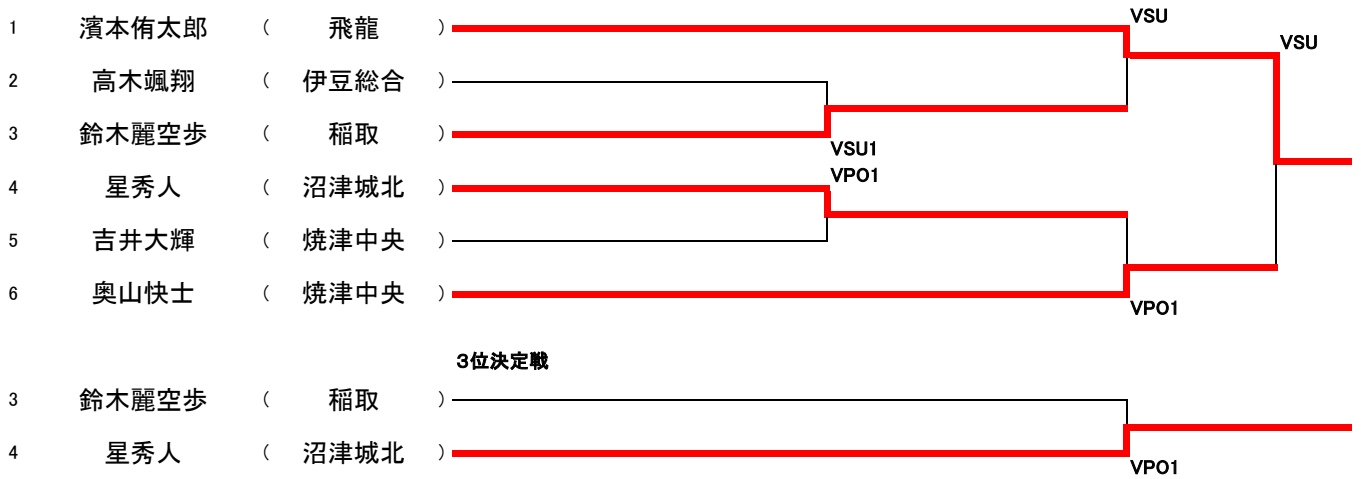 VSU
1 濱本侑太郎 （ 飛龍 ）
VSU
2 高木颯翔 （ 伊豆総合 ）
3 鈴木麗空歩 （ 稲取 ）
VSU1
VPO1
4 星秀人 （ 沼津城北 ）
5 吉井大輝 （ 焼津中央 ）
6 奥山快士 （ 焼津中央 ）
VPO1
３位決定戦
3 鈴木麗空歩 （ 稲取 ）
4 星秀人 （ 沼津城北 ）
VPO1